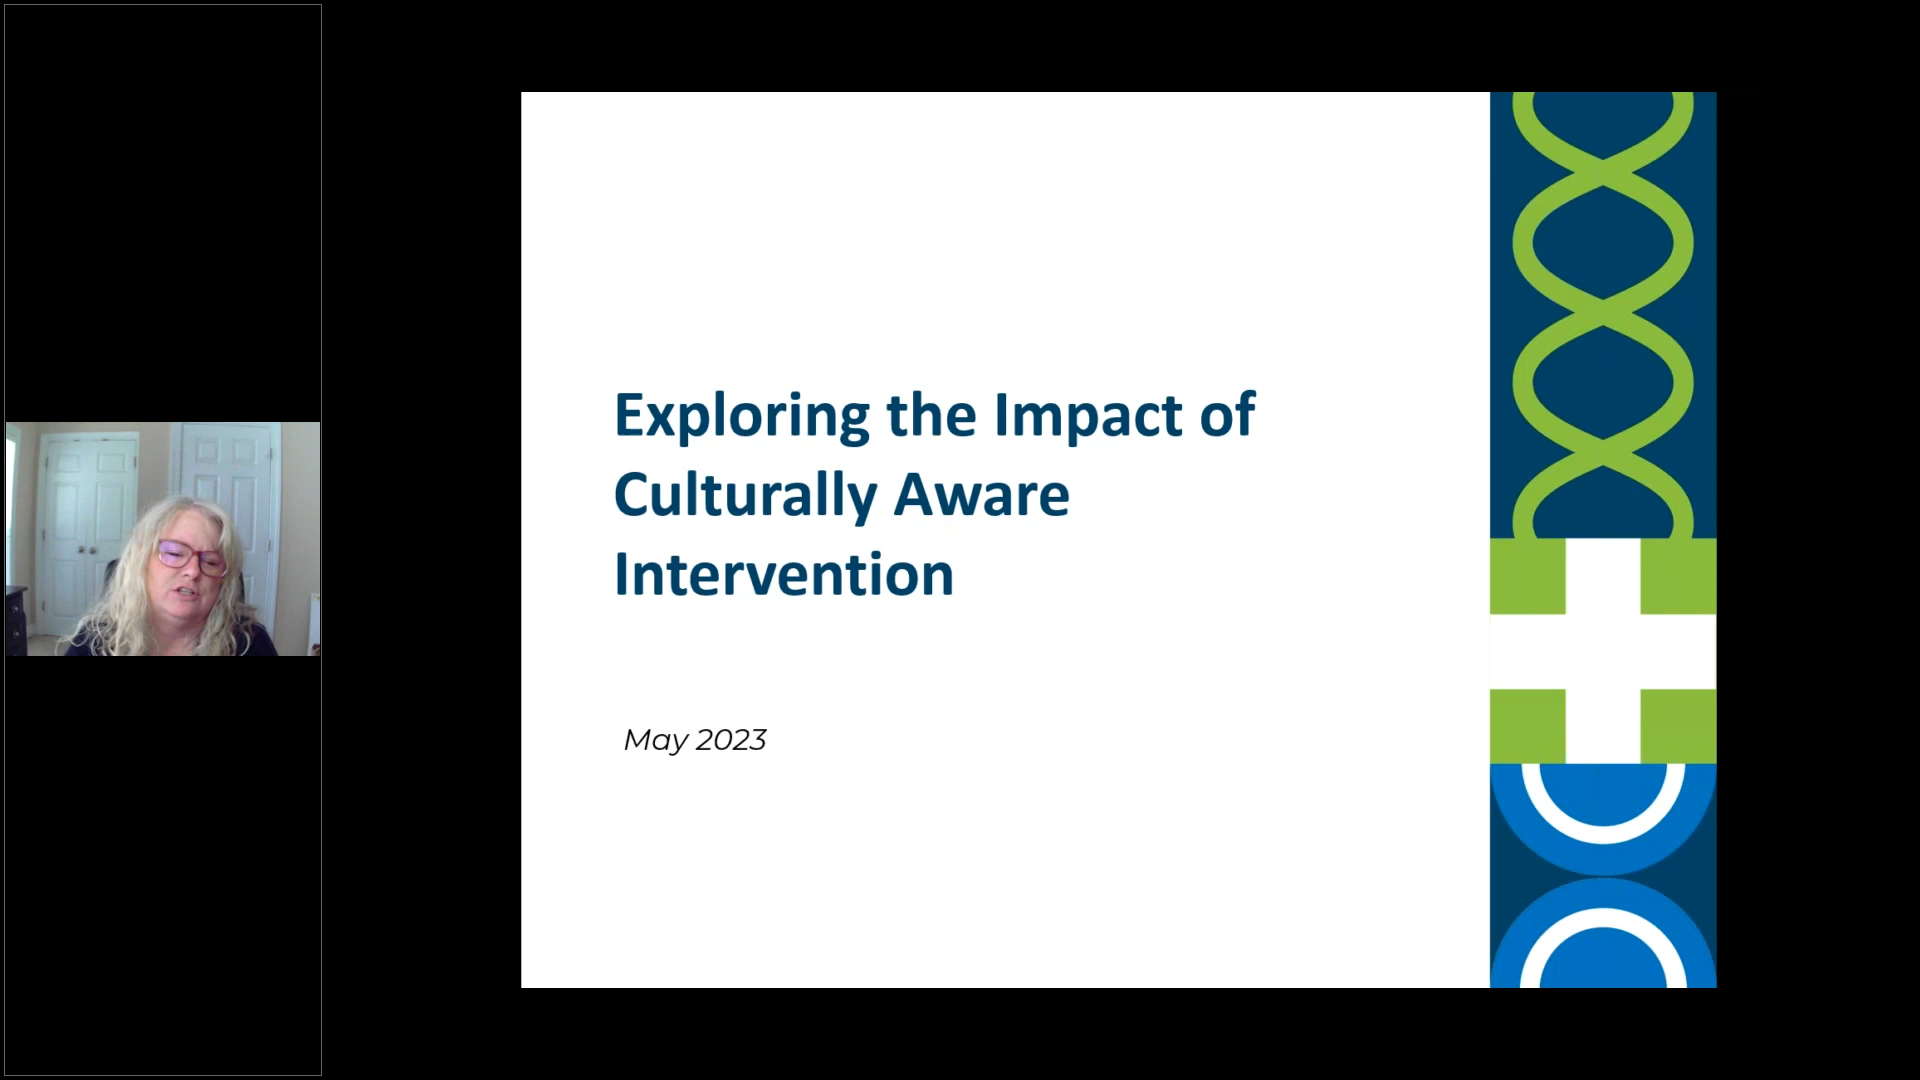 Exploring the Impact of
Culturally Aware
Intervention
May 2023